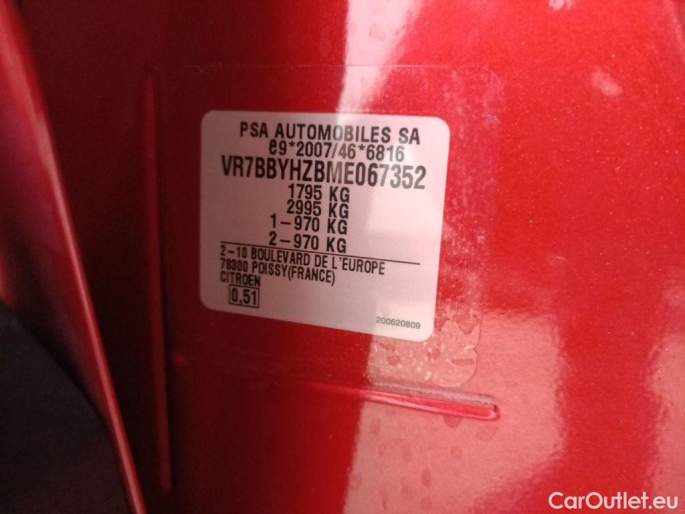 PSA AUTOMOBILES SA
e9*2007/46*6816
VR7BBYHZBME067352
1795 KG
2995 KG
1-970 KG
2-970 KG
2-10 BOULEVARD DE L'EUROPE
78300 POISSY(FRANCE)
CITROEN
0,51
200620809
CarOutlet.eu